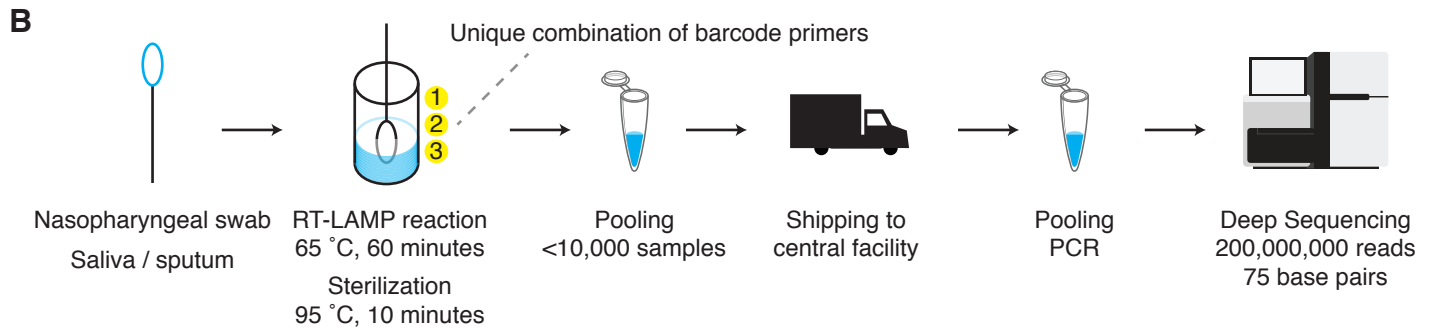 B
Unique combination of barcode primers
1
2
3
Nasopharyngeal swab
Saliva / sputum
RT-LAMP reaction
65 ˚C, 60 minutes
Sterilization
95 ˚C, 10 minutes
Pooling
<10,000 samples
Shipping to
central facility
Pooling
PCR
Deep Sequencing
200,000,000 reads
75 base pairs